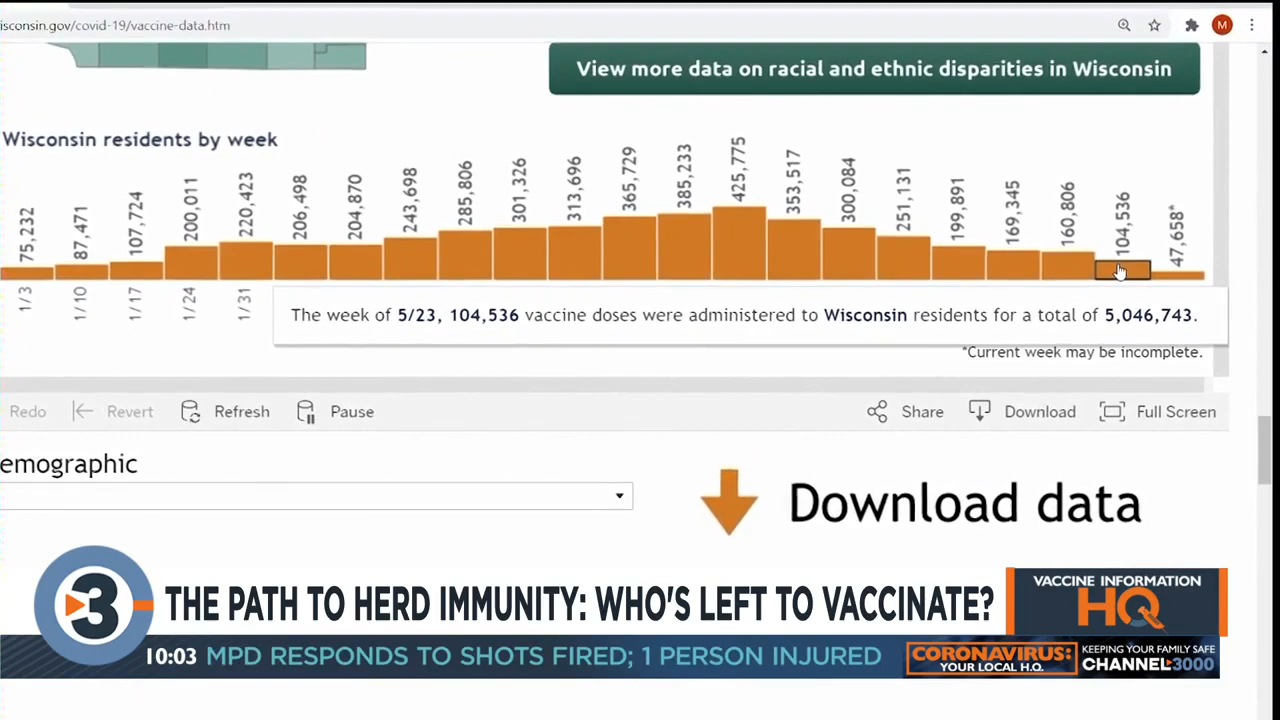 isconsin.gov/covid-19/vaccine-data.htm
M
View more data on racial and ethnic disparities in Wisconsin
Wisconsin residents by week
75,232
87,471
107,724
200,011
220,423
206,498
204,870
243,698
285,806
301,326
313,696
365,729
385,233
425,775
353,517
300,084
251,131
199,891
169,345
160,806
104,536
47,658*
1/3
1/10
1/17
1/24
1/31
The week of 5/23, 104,536 vaccine doses were administered to Wisconsin residents for a total of 5,046,743.
*Current week may be incomplete.
Redo
Revert
Refresh
Pause
Share
Download
Full Screen
emographic
Download data
3
THE PATH TO HERD IMMUNITY: WHO'S LEFT TO VACCINATE?
VACCINE INFORMATION
HQ
10:03 MPD RESPONDS TO SHOTS FIRED; 1 PERSON INJURED
CORONAVIRUS:
YOUR LOCAL H.Q.
KEEPING YOUR FAMILY SAFE
CHANNEL3000